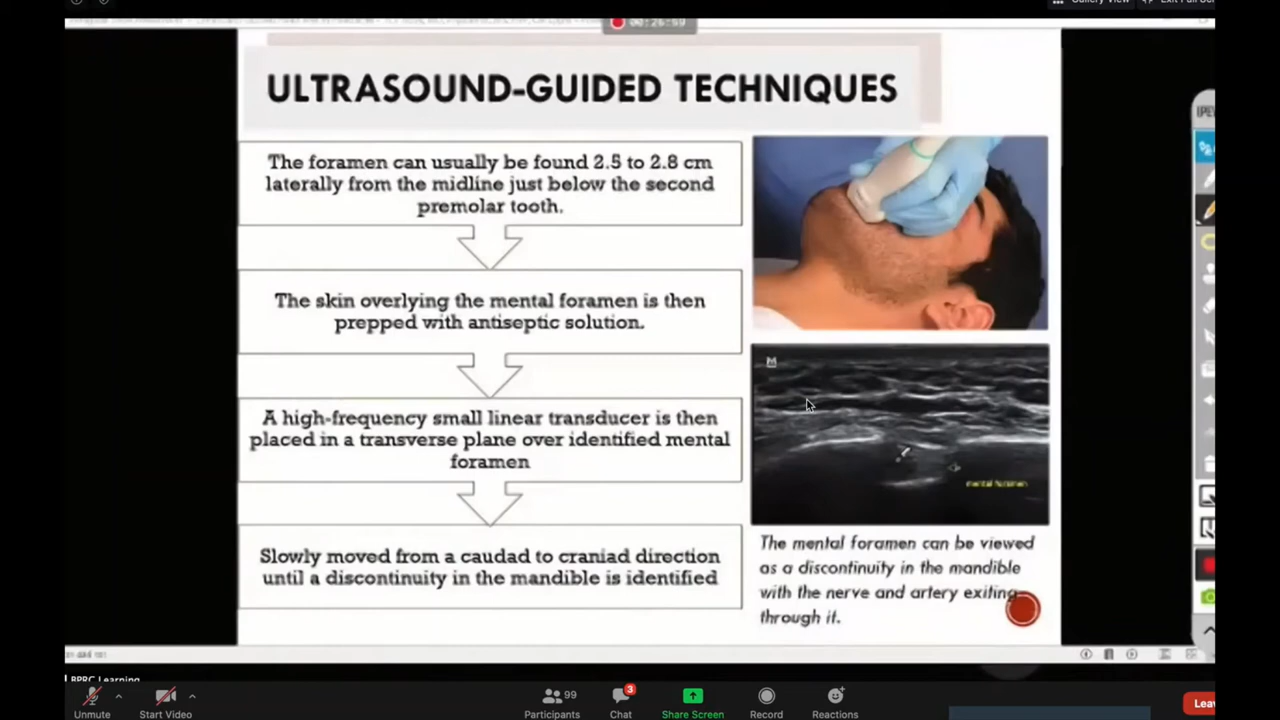 Gallery View
ULTRASOUND-GUIDED TECHNIQUES
The foramen can usually be found 2.5 to 2.8 cm
laterally from the midline just below the second
premolar tooth.
The skin overlying the mental foramen is then
prepped with antiseptic solution.
A high-frequency small linear transducer is then
placed in a transverse plane over identified mental
foramen
Slowly moved from a caudad to craniad direction
until a discontinuity in the mandible is identified
M
mental foramen
The mental foramen can be viewed
as a discontinuity in the mandible
with the nerve and artery exiting
through it.
BPRC Learning
Unmute
Start Video
99
Participants
3
Chat
Share Screen
Record
Reactions